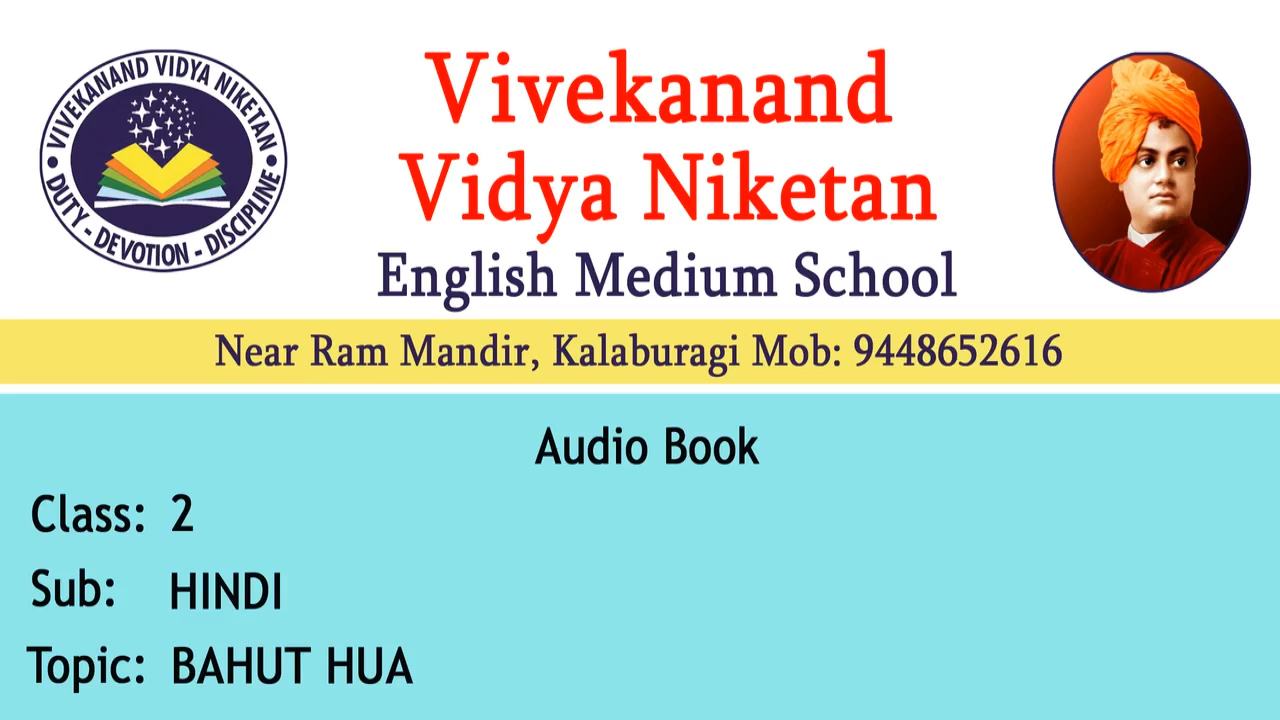 VIVEKANAND VIDYA NIKETAN
DUTY - DEVOTION - DISCIPLINE
Vivekanand
Vidya Niketan
English Medium School
Near Ram Mandir, Kalaburagi Mob: 9448652616
Audio Book
Class: 2
Sub: HINDI
Topic: BAHUT HUA